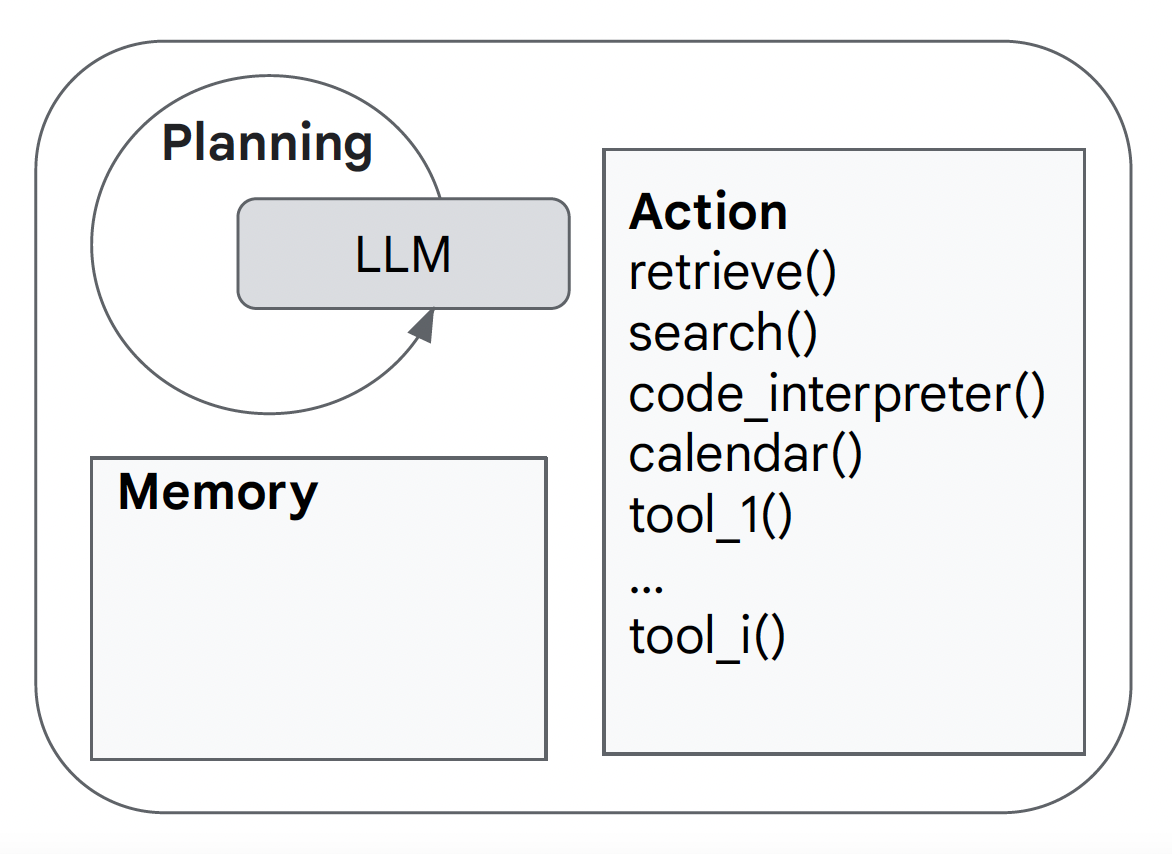 Planning
LLM
Action
retrieve()
search()
code_interpreter()
calendar()
tool_1()
...
tool_i()
Memory